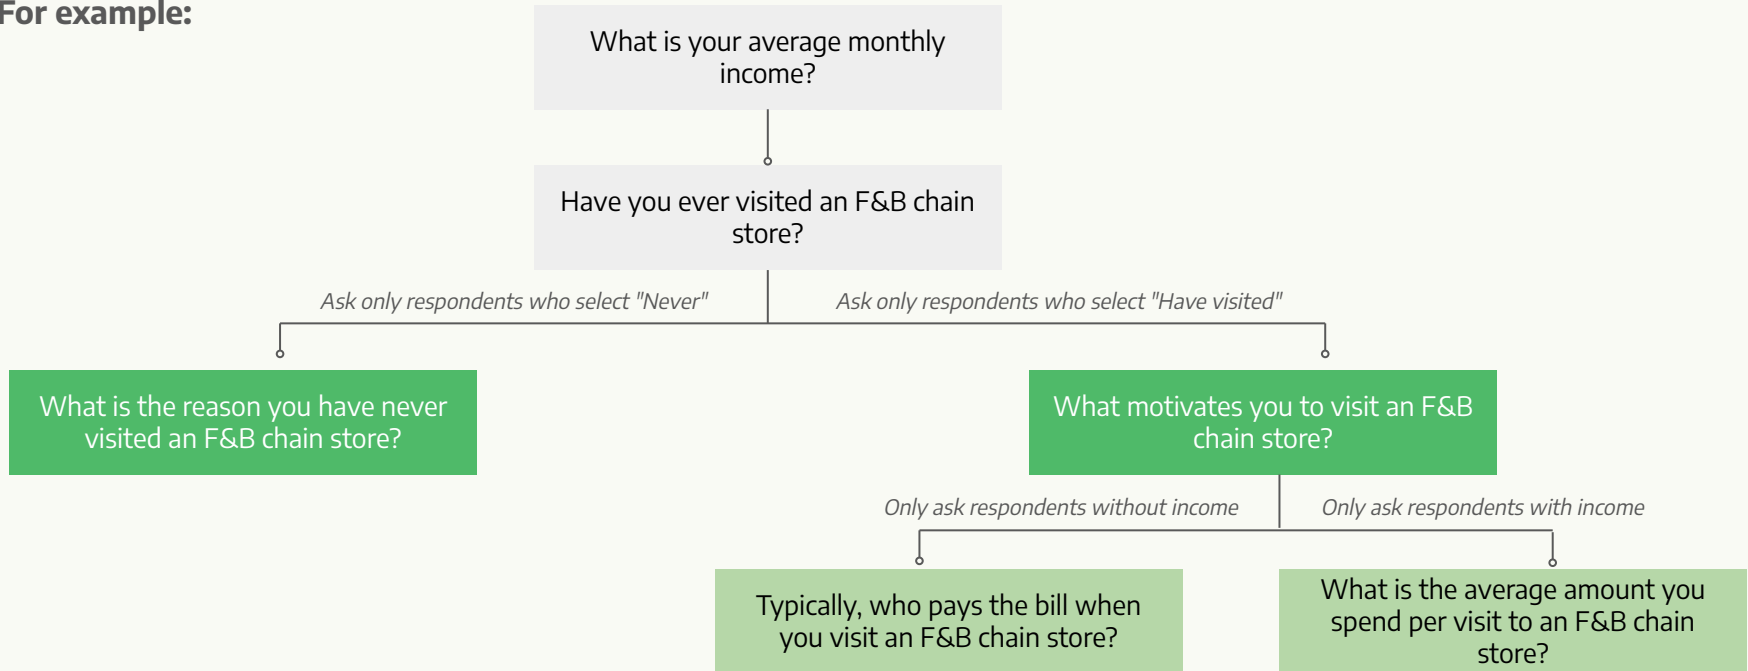 For example:
What is your average monthly
income?
Have you ever visited an F&B chain
store?
Ask only respondents who select "Never"
Ask only respondents who select "Have visited"
What is the reason you have never
visited an F&B chain store?
What motivates you to visit an F&B
chain store?
Only ask respondents without income
Only ask respondents with income
Typically, who pays the bill when
you visit an F&B chain store?
What is the average amount you
spend per visit to an F&B chain
store?